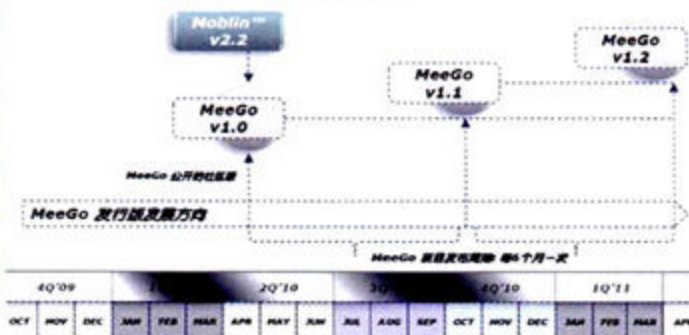 Moblin™
v2.2
MeeGo
v1.2
MeeGo
v1.1
MeeGo
v1.0
MeeGo 公开的社区版
MeeGo 发行版发展方向
MeeGo 项目发布周期: 每6个月一次
4Q'09
2Q'10
4Q'10
1Q'11
OCT NOV DEC JAN FEB MAR APR MAY JUN JUL AUG SEP OCT NOV DEC JAN FEB MAR